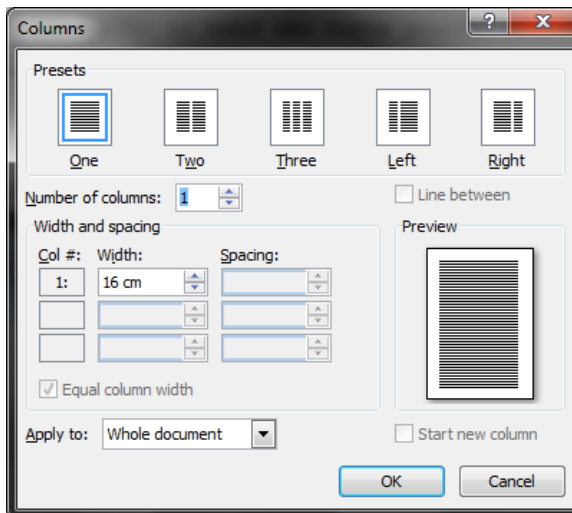 Columns
Presets
One Two Three Left Right
Number of columns: 1 Line between
Width and spacing Preview
Col #: Width: Spacing:
1: 16 cm
Equal column width
Apply to: Whole document Start new column
OK Cancel